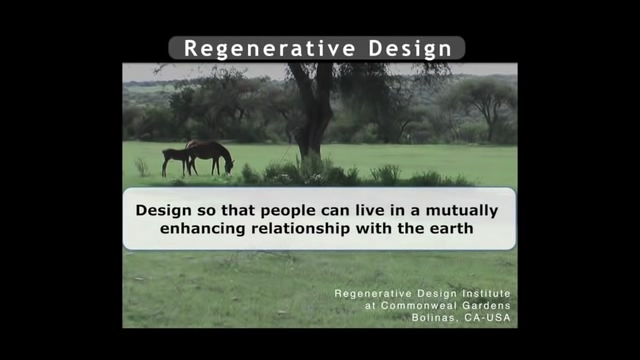 Regenerative Design
Design so that people can live in a mutually
enhancing relationship with the earth
Regenerative Design Institute
at Commonweal Gardens
Bolinas, CA-USA